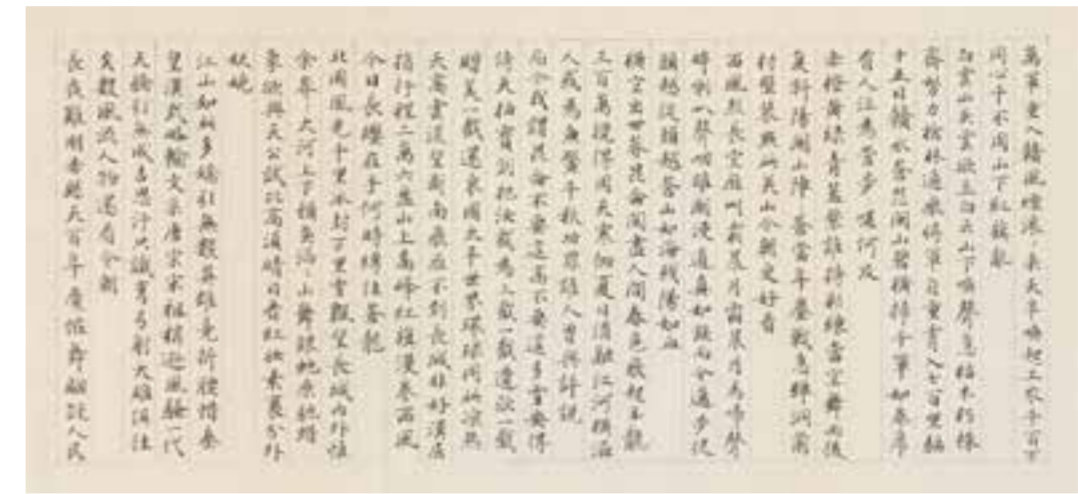 萬軍重入贛風煙滾來天半喚起工農千百万
同心干不周山下紅旗亂
白雲山头雲欲立白云山下呼聲急枯木朽株
齊努力槍林逼飛將軍自重霄入七百里驅
十五日贛水蒼茫閩山碧橫掃千軍如卷席
有人泣為營步嗟何及
赤橙黃綠青藍紫誰持彩練當空舞雨後
复斜陽關山陣蒼當年鏖戰急彈洞前
村壁裝點此關山今朝更好看
西風烈長空雁叫霜晨月霜晨月馬蹄聲
碎喇叭聲咽雄關漫道真如鐵而今邁步從
頭越從頭越蒼山如海殘陽如血
橫空出世莽昆侖閱盡人間春色飛起玉龍
三百萬攪得周天寒徹夏日消融江河橫溢
人或為魚鱉千秋功罪誰人曾與評說
而今我謂昆侖不要這高不要這多雪安得
倚天抽寶劍把汝裁為三截一截遺歐一截
贈美一截還東國太平世界環球同此涼熱
天高雲淡望斷南飛雁不到長城非好漢屈
指行程二萬六盤山上高峰紅旗漫卷西風
今日長纓在手何時縛住蒼龍
北國風光千里冰封万里雪飄望長城內外惟
余莽大河上下頓失滔山舞銀蛇原馳蠟
象欲與天公試比高須晴日看紅妝素裹分外
妖嬈
江山如此多嬌引無數英雄競折腰惜秦
皇漢武略輸文采唐宗宋祖稍遜風騷一代
天驕成吉思汗只識彎弓射大雕俱往
矣數風流人物還看今朝
長夜難明赤縣天百年魔怪舞翩躚人民